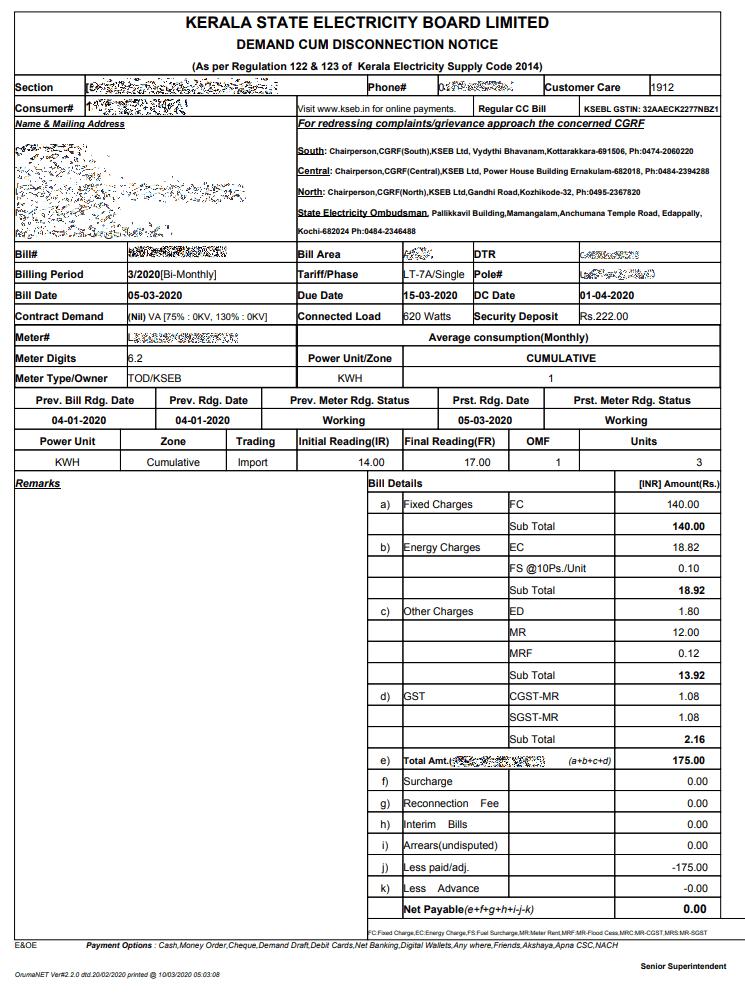 KERALA STATE ELECTRICITY BOARD LIMITED
DEMAND CUM DISCONNECTION NOTICE
(As per Regulation 122 & 123 of Kerala Electricity Supply Code 2014)
Section Phone# Customer Care 1912
Consumer# Visit www.kseb.in for online payments. Regular CC Bill KSEBL GSTIN: 32AAECK2277NBZ1
Name & Mailing Address For redressing complaints/grievance approach the concerned CGRF
South: Chairperson,CGRF(South),KSEB Ltd, Vydythi Bhavanam,Kottarakkara-691506, Ph:0474-2060220
Central: Chairperson,CGRF(Central),KSEB Ltd, Power House Building Ernakulam-682018, Ph:0484-2394288
North: Chairperson,CGRF(North),KSEB Ltd,Gandhi Road,Kozhikode-32, Ph:0495-2367820
State Electricity Ombudsman, Pallikkavil Building,Mamangalam,Anchumana Temple Road, Edappally,
Kochi-682024 Ph:0484-2346488
Bill# Bill Area DTR
Billing Period 3/2020[Bi-Monthly] Tariff/Phase LT-7A/Single Pole#
Bill Date 05-03-2020 Due Date 15-03-2020 DC Date 01-04-2020
Contract Demand (Nil) VA [75% : 0KV, 130% : 0KV] Connected Load 620 Watts Security Deposit Rs.222.00
Meter# Average consumption(Monthly)
Meter Digits 6.2 Power Unit/Zone CUMULATIVE
Meter Type/Owner TOD/KSEB KWH 1
Prev. Bill Rdg. Date Prev. Rdg. Date Prev. Meter Rdg. Status Prst. Rdg. Date Prst. Meter Rdg. Status
04-01-2020 04-01-2020 Working 05-03-2020 Working
Power Unit Zone Trading Initial Reading(IR) Final Reading(FR) OMF Units
KWH Cumulative Import 14.00 17.00 1 3
Remarks Bill Details [INR] Amount(Rs.)
a) Fixed Charges FC 140.00
Sub Total 140.00
b) Energy Charges EC 18.82
FS @10Ps./Unit 0.10
Sub Total 18.92
c) Other Charges ED 1.80
MR 12.00
MRF 0.12
Sub Total 13.92
d) GST CGST-MR 1.08
SGST-MR 1.08
Sub Total 2.16
e) Total Amt.( (a+b+c+d) 175.00
f) Surcharge 0.00
g) Reconnection Fee 0.00
h) Interim Bills 0.00
i) Arrears(undisputed) 0.00
j) Less paid/adj. -175.00
k) Less Advance -0.00
Net Payable(e+f+g+h+i-j-k) 0.00
FC:Fixed Charge,EC:Energy Charge,FS:Fuel Surcharge,MR:Meter Rent,MRF:MR-Flood Cess,MRC:MR-CGST,MRS:MR-SGST
E&OE Payment Options : Cash,Money Order,Cheque,Demand Draft,Debit Cards,Net Banking,Digital Wallets,Any where,Friends,Akshaya,Apna CSC,NACH
Senior Superintendent
OrumaNET Ver#2.2.0 dtd.20/02/2020 printed @ 10/03/2020 05:03:08